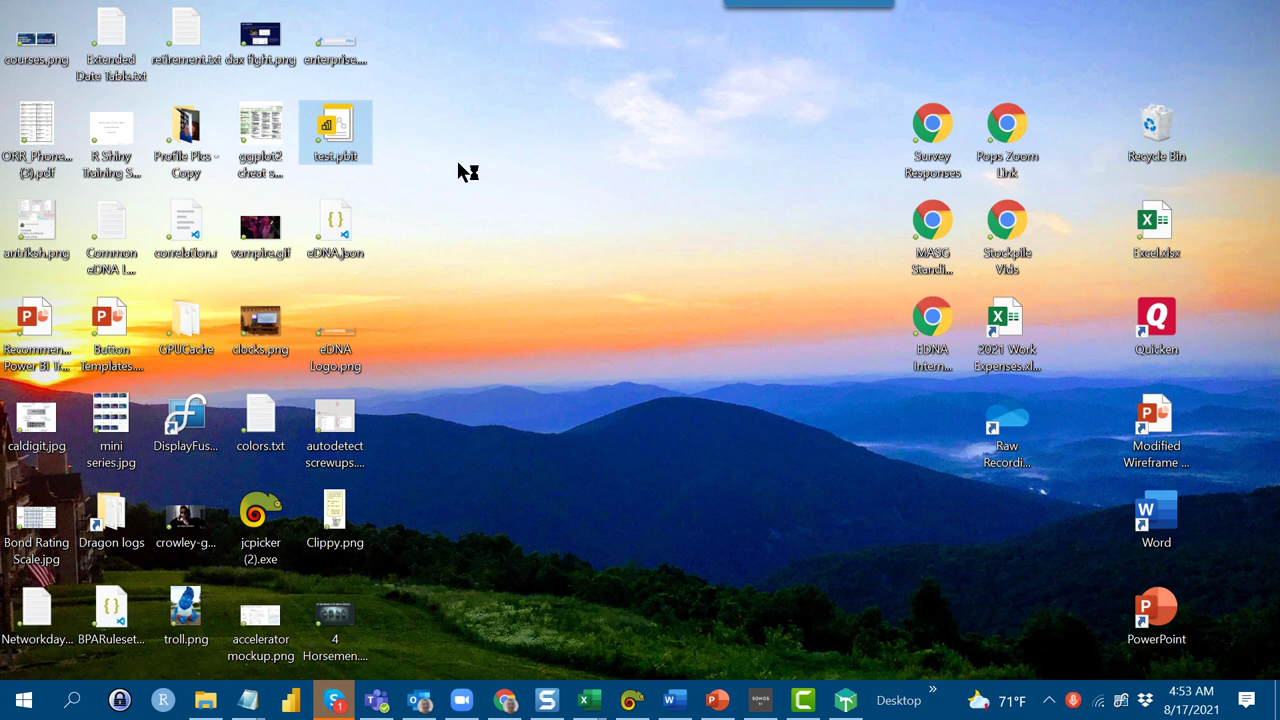 courses.png
Extended
Date Table.txt
retirement.txt
dax fight.png
enterprise....
ORR_Phone...
(3).pdf
R Shiny
Training S...
Profile Pics -
Copy
ggplot2
cheat s...
test.pbit
Survey
Responses
Pops Zoom
Link
Recycle Bin
antriksh.png
Common
eDNA I...
correlation.r
vampire.gif
eDNA.json
MASG
Standi...
Stockpile
Vids
Excel.xlsx
Recommen...
Power BI Tr...
Button
Templates....
GPUCache
clocks.png
eDNA
Logo.png
EDNA
Intern...
2021 Work
Expenses.xl...
Quicken
caldigit.jpg
mini
series.jpg
DisplayFus...
colors.txt
autodetect
screwups....
Raw
Recordi...
Modified
Wireframe ...
Bond Rating
Scale.jpg
Dragon logs
crowley-g...
jcpicker
(2).exe
Clippy.png
Word
Networkday...
BPARuleset...
troll.png
accelerator
mockup.png
4
Horsemen....
PowerPoint
Desktop
71°F
4:53 AM
8/17/2021